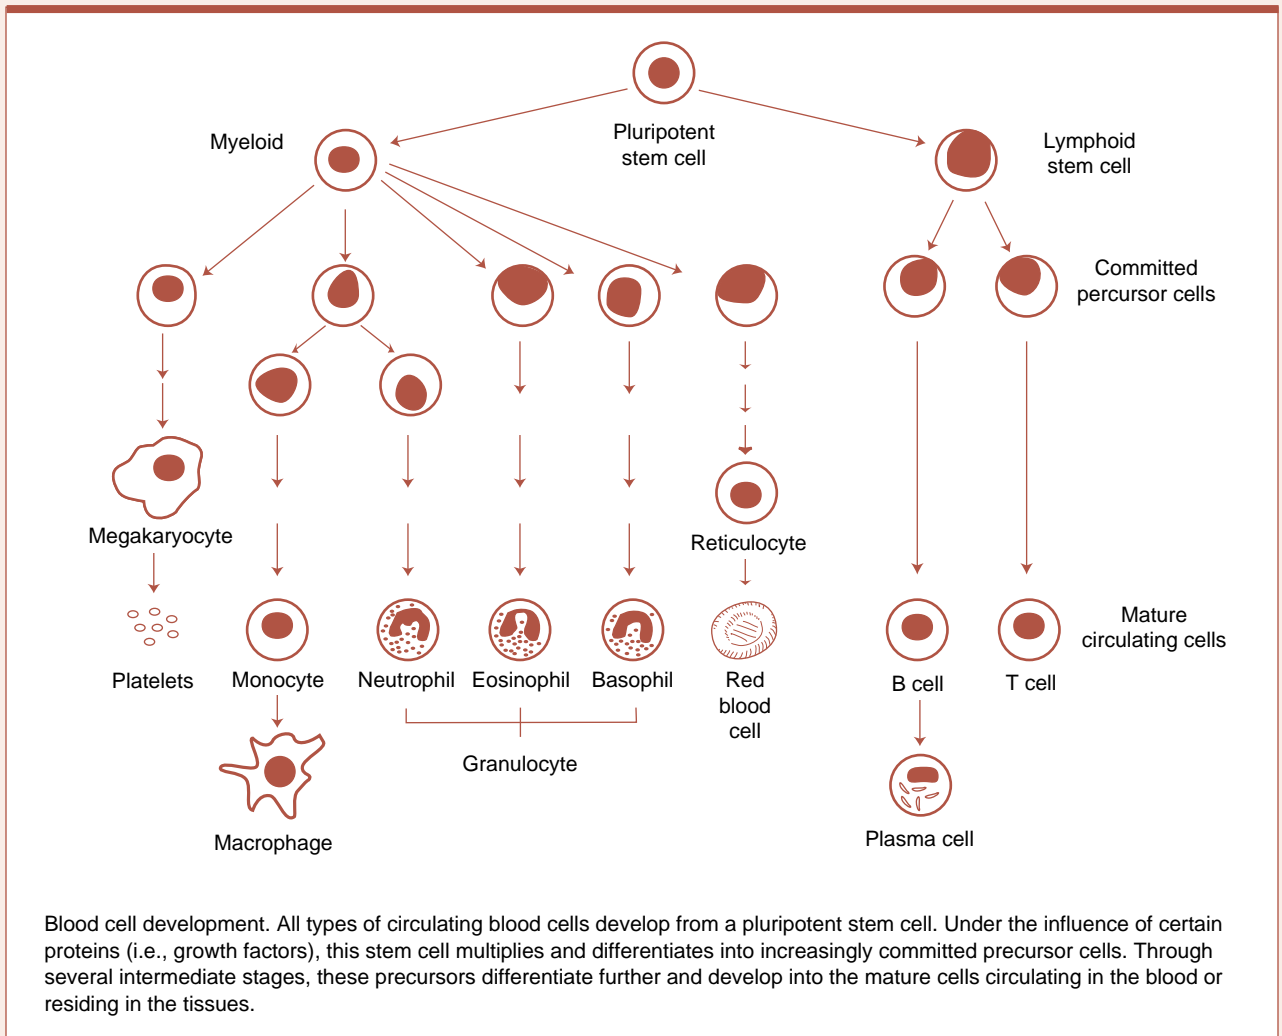 Pluripotent
stem cell
Myeloid
Lymphoid
stem cell
Committed
percursor cells
Megakaryocyte
Reticulocyte
Mature
circulating cells
Platelets
Monocyte
Neutrophil
Eosinophil
Basophil
Red
blood
cell
B cell
T cell
Granulocyte
Macrophage
Plasma cell
Blood cell development. All types of circulating blood cells develop from a pluripotent stem cell. Under the influence of certain
proteins (i.e., growth factors), this stem cell multiplies and differentiates into increasingly committed precursor cells. Through
several intermediate stages, these precursors differentiate further and develop into the mature cells circulating in the blood or
residing in the tissues.